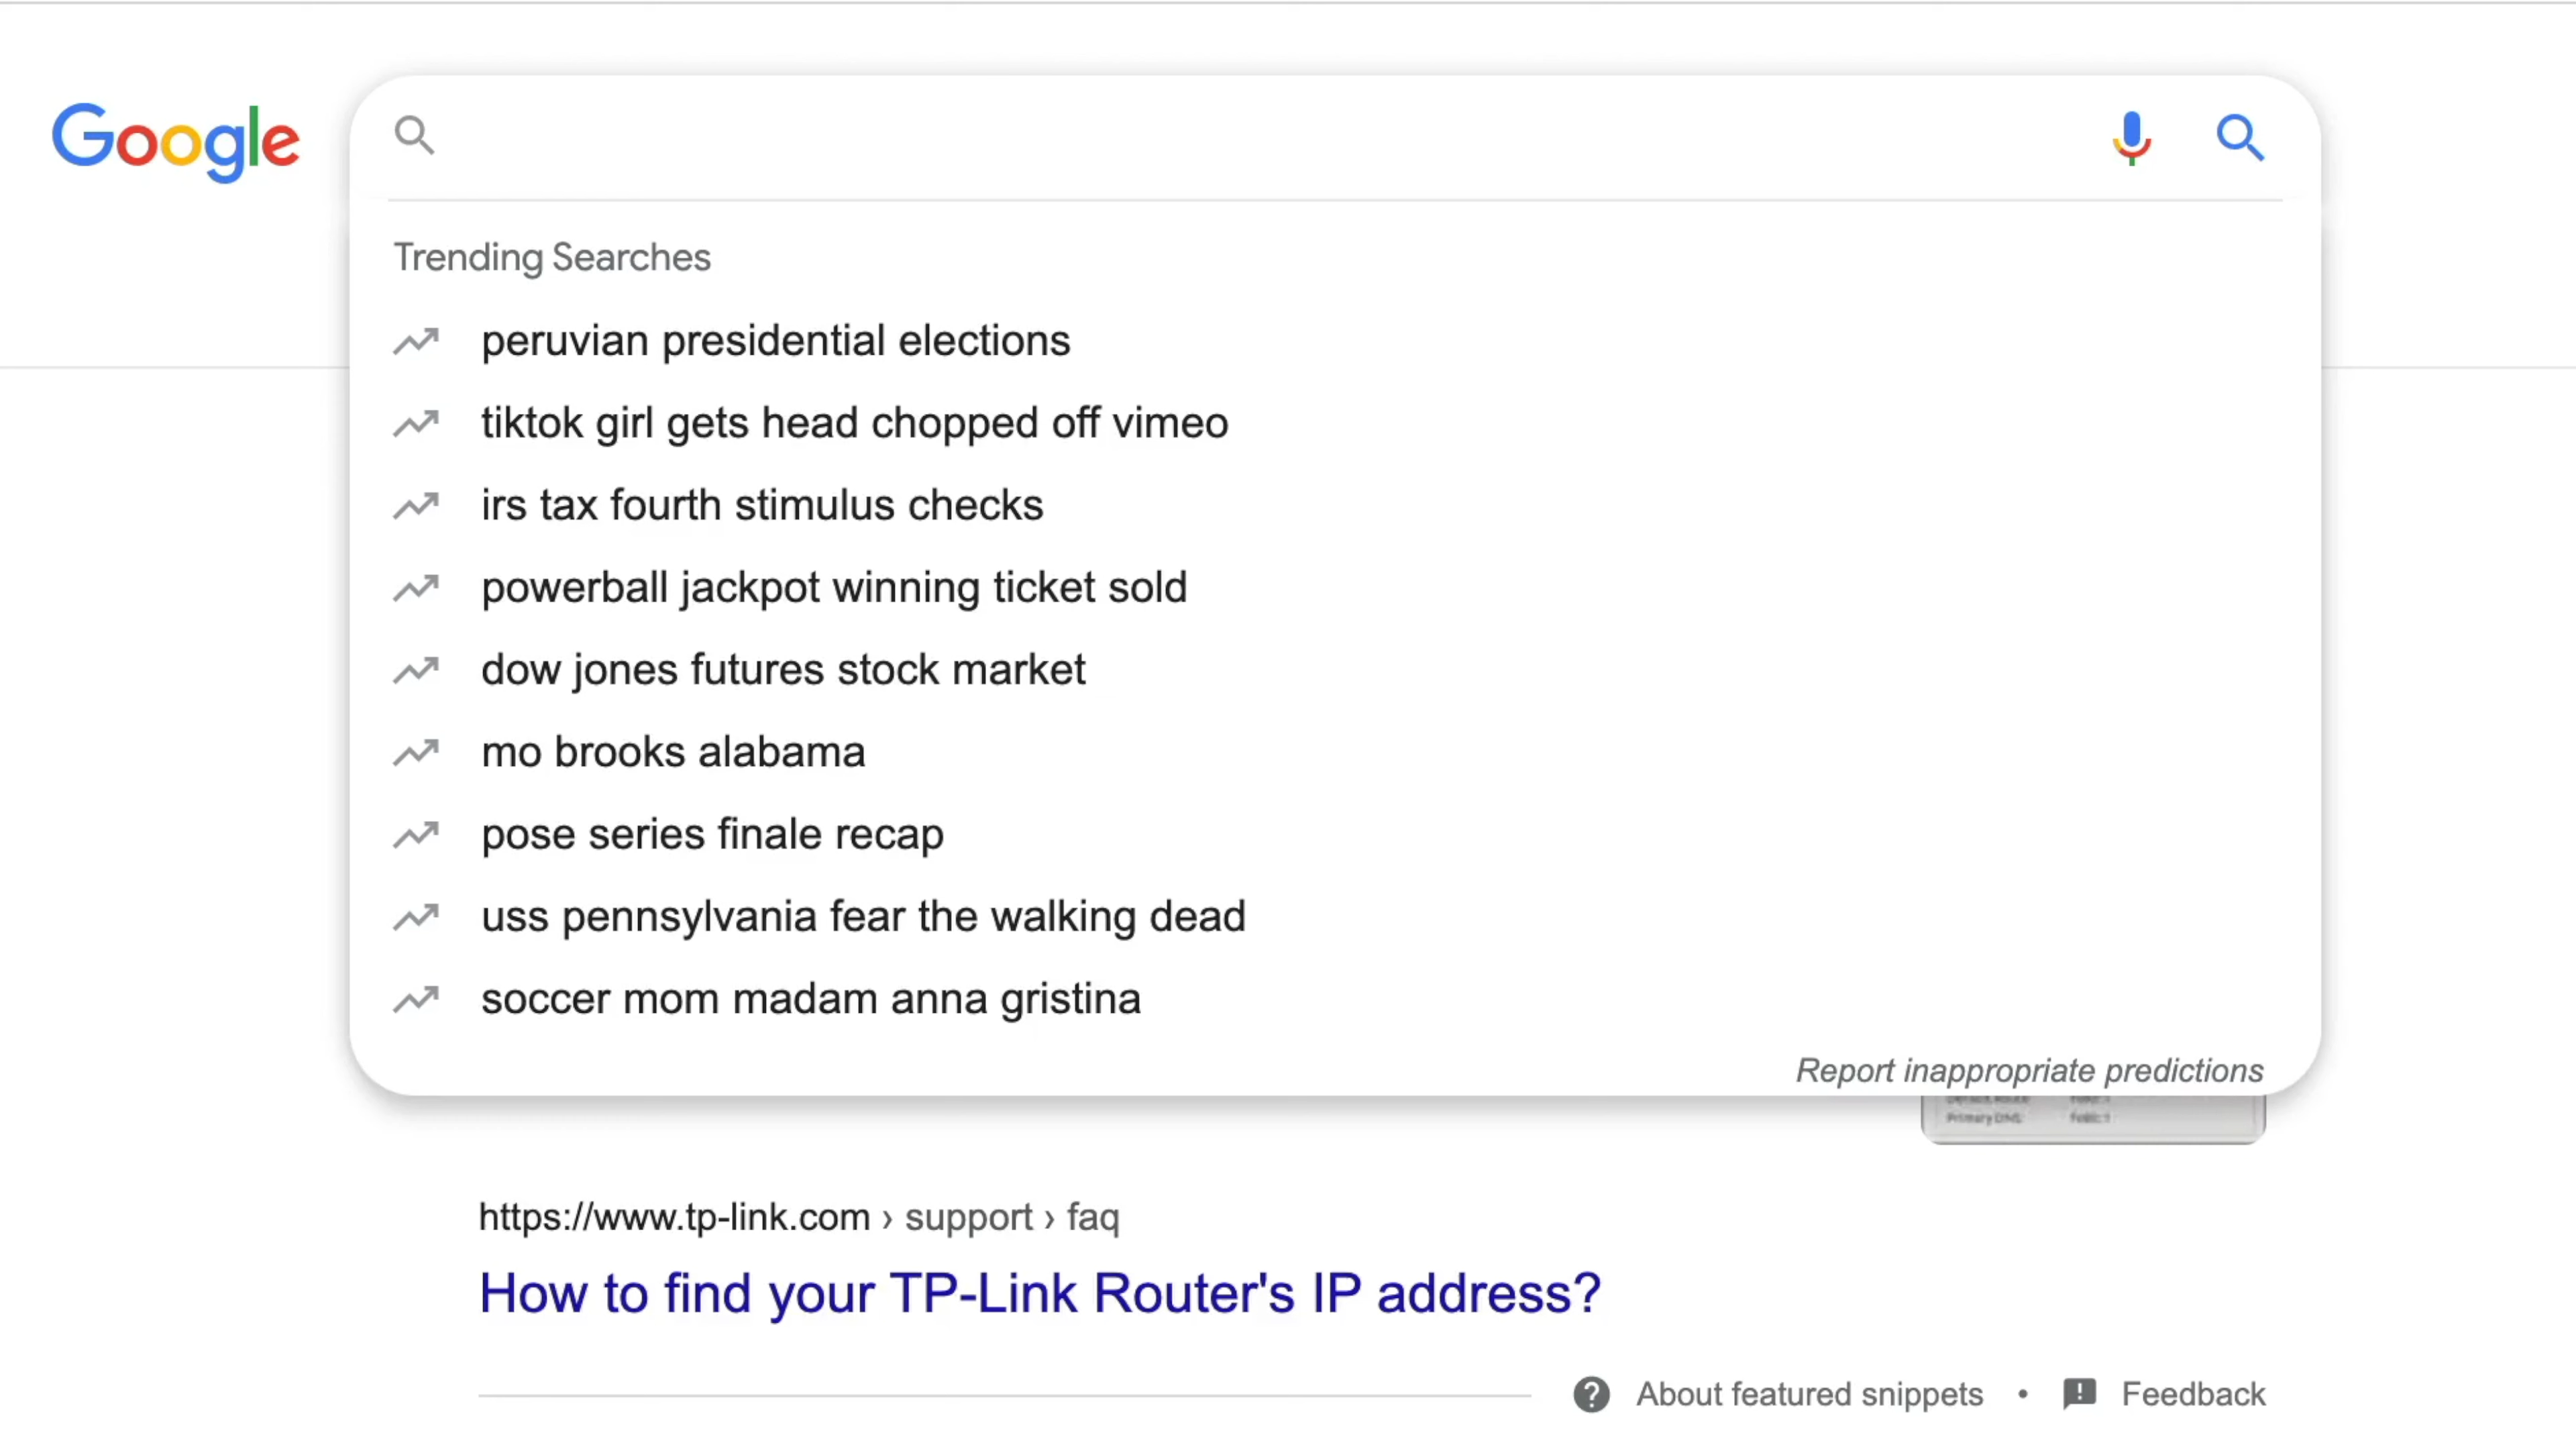 Google
Trending Searches
peruvian presidential elections
tiktok girl gets head chopped off vimeo
irs tax fourth stimulus checks
powerball jackpot winning ticket sold
dow jones futures stock market
mo brooks alabama
pose series finale recap
uss pennsylvania fear the walking dead
soccer mom madam anna gristina
Report inappropriate predictions
Primary DNS:
https://www.tp-link.com › support › faq
How to find your TP-Link Router's IP address?
About featured snippets • Feedback